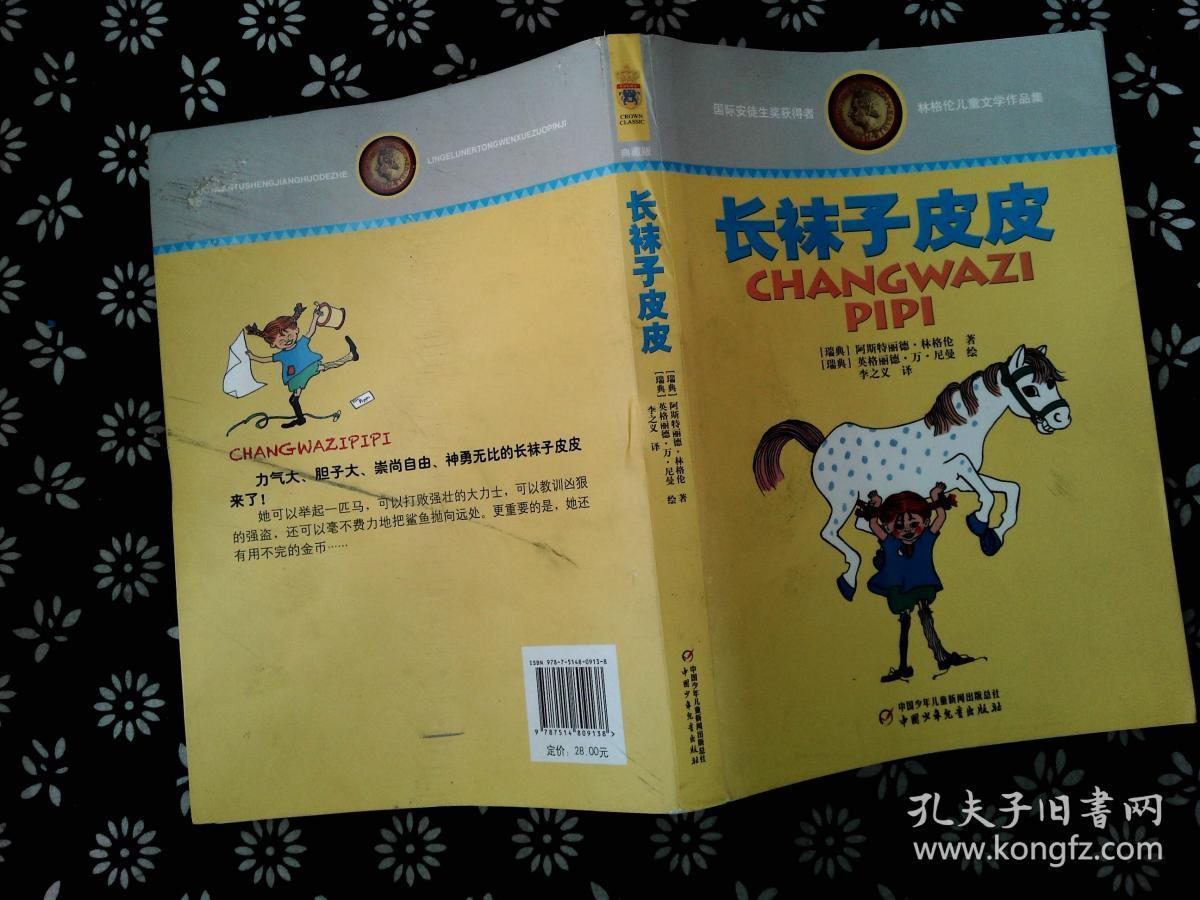 国际安徒生奖获得者
林格伦儿童文学作品集
长袜子皮皮
CHANGWAZI
PIPI
[瑞典] 阿斯特丽德·林格伦 著
[瑞典] 英格丽德·万·尼曼 绘
李之义 译
中国少年儿童新闻出版总社
中国少年儿童出版社
CROWN
CLASSIC
典藏版
长袜子皮皮
[瑞典] 阿斯特丽德·林格伦 著
[瑞典] 英格丽德·万·尼曼 绘
李之义 译
中国少年儿童新闻出版总社
中国少年儿童出版社
TUSHENGJIANGHUODEZHE
LINGELUNERTONGWENXUEZUOPINJI
CHANGWAZIPIPI
力气大、胆子大、崇尚自由、神勇无比的长袜子皮皮
来了!
她可以举起一匹马，可以打败强壮的大力士，可以教训凶狠
的强盗，还可以毫不费力地把鲨鱼抛向远处。更重要的是，她还
有用不完的金币……
ISBN 978-7-5148-0913-8
9 787514 809138 >
定价: 28.00元
孔夫子旧書网
www.kongfz.com